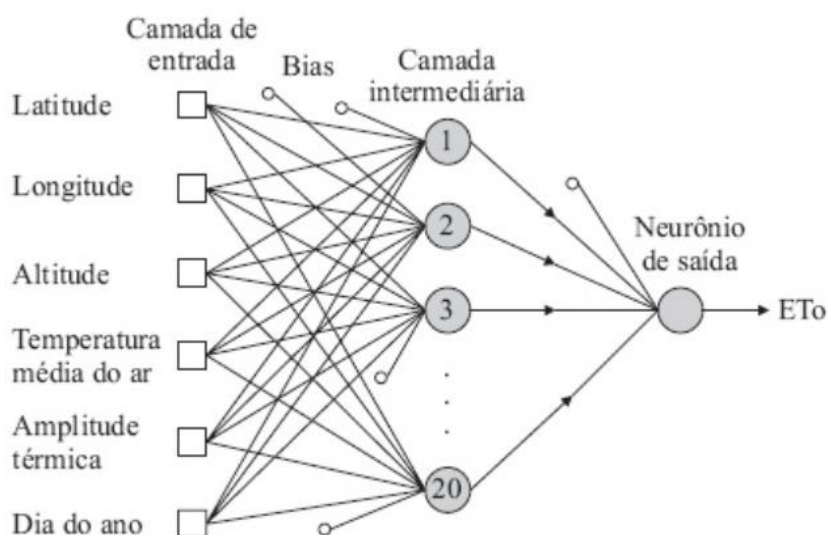 Camada de
entrada
Bias
Camada
intermediária
Latitude
1
Longitude
2
Neurônio
de saída
Altitude
3
ETo
Temperatura
média do ar
Amplitude
térmica
20
Dia do ano